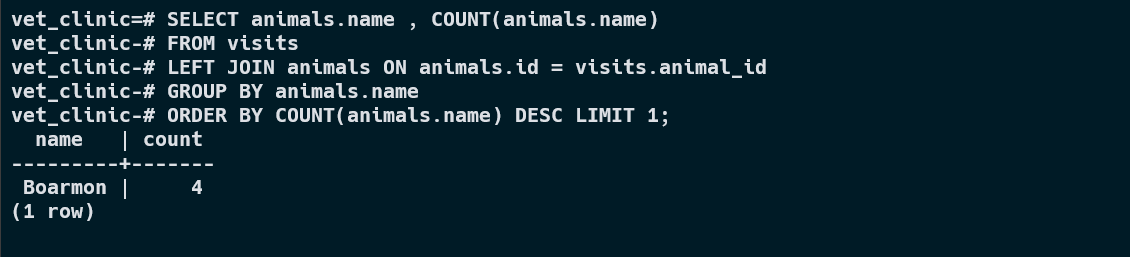 vet_clinic=# SELECT animals.name , COUNT(animals.name)
vet_clinic-# FROM visits
vet_clinic-# LEFT JOIN animals ON animals.id = visits.animal_id
vet_clinic-# GROUP BY animals.name
vet_clinic-# ORDER BY COUNT(animals.name) DESC LIMIT 1;
  name   | count
---------+-------
 Boarmon |     4
(1 row)